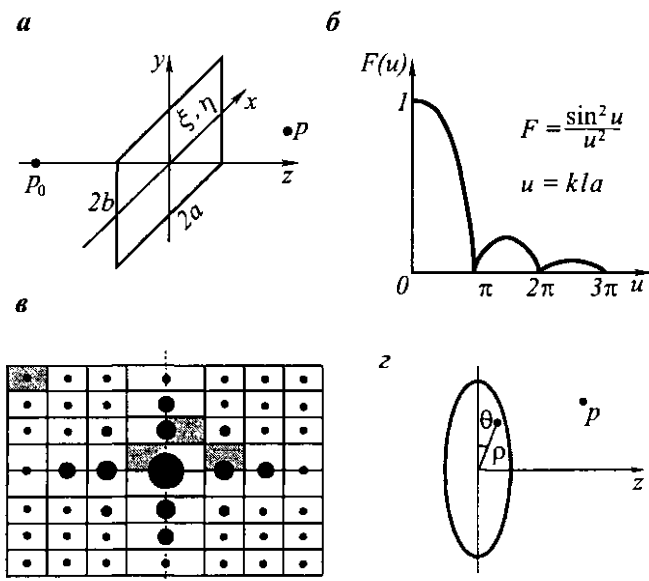 а
y
ξ, η
x
p
P₀
z
2b
2a
б
F(u)
1
F = sin² u / u²
u = kla
0
π
2π
3π
u
в
г
θ
ρ
p
z